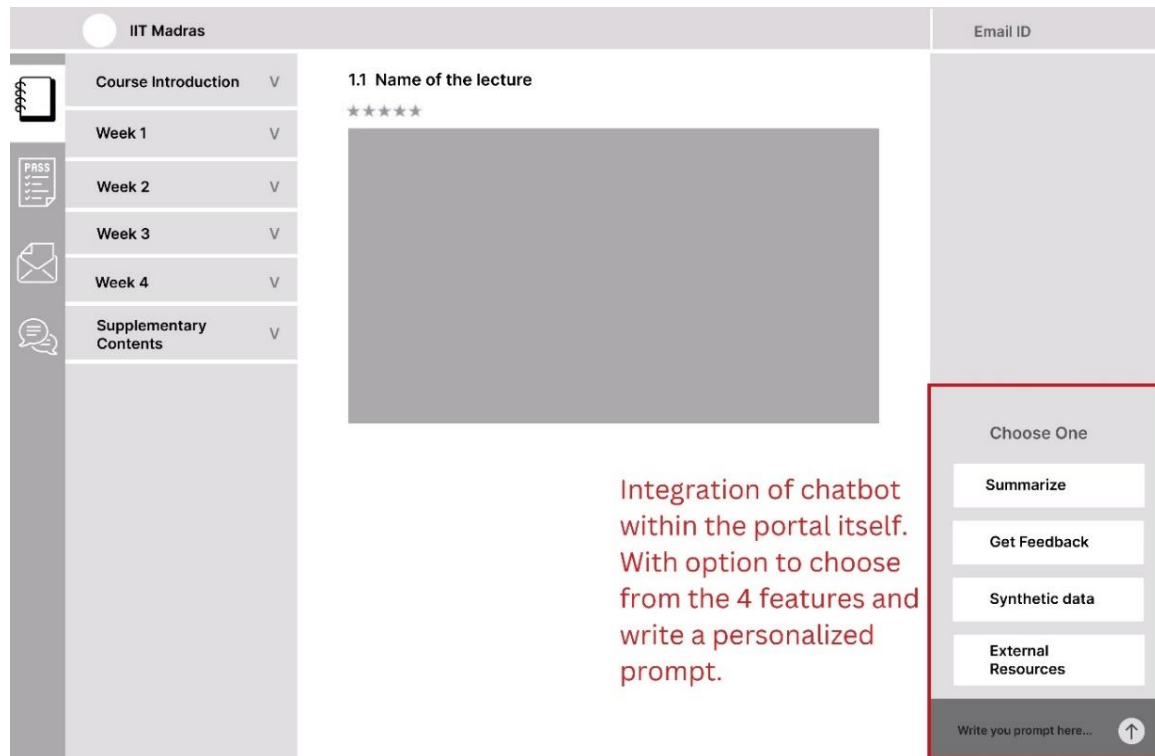 IIT Madras
Email ID
PASS
Course Introduction V
Week 1 V
Week 2 V
Week 3 V
Week 4 V
Supplementary
Contents V
1.1 Name of the lecture
Integration of chatbot
within the portal itself.
With option to choose
from the 4 features and
write a personalized
prompt.
Choose One
Summarize
Get Feedback
Synthetic data
External
Resources
Write you prompt here...